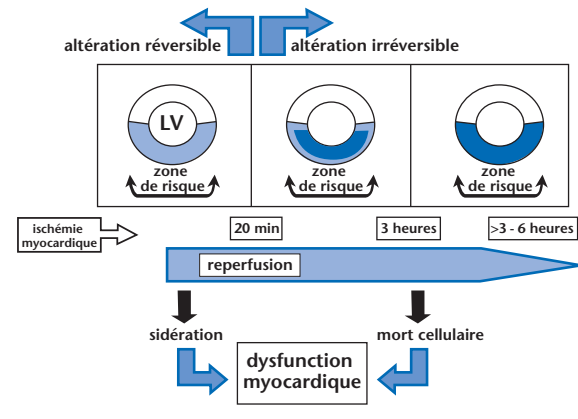 altération réversible
altération irréversible
LV
zone
de risque
zone
de risque
zone
de risque
ischémie
myocardique
20 min
3 heures
>3 - 6 heures
reperfusion
sidération
mort cellulaire
dysfunction
myocardique